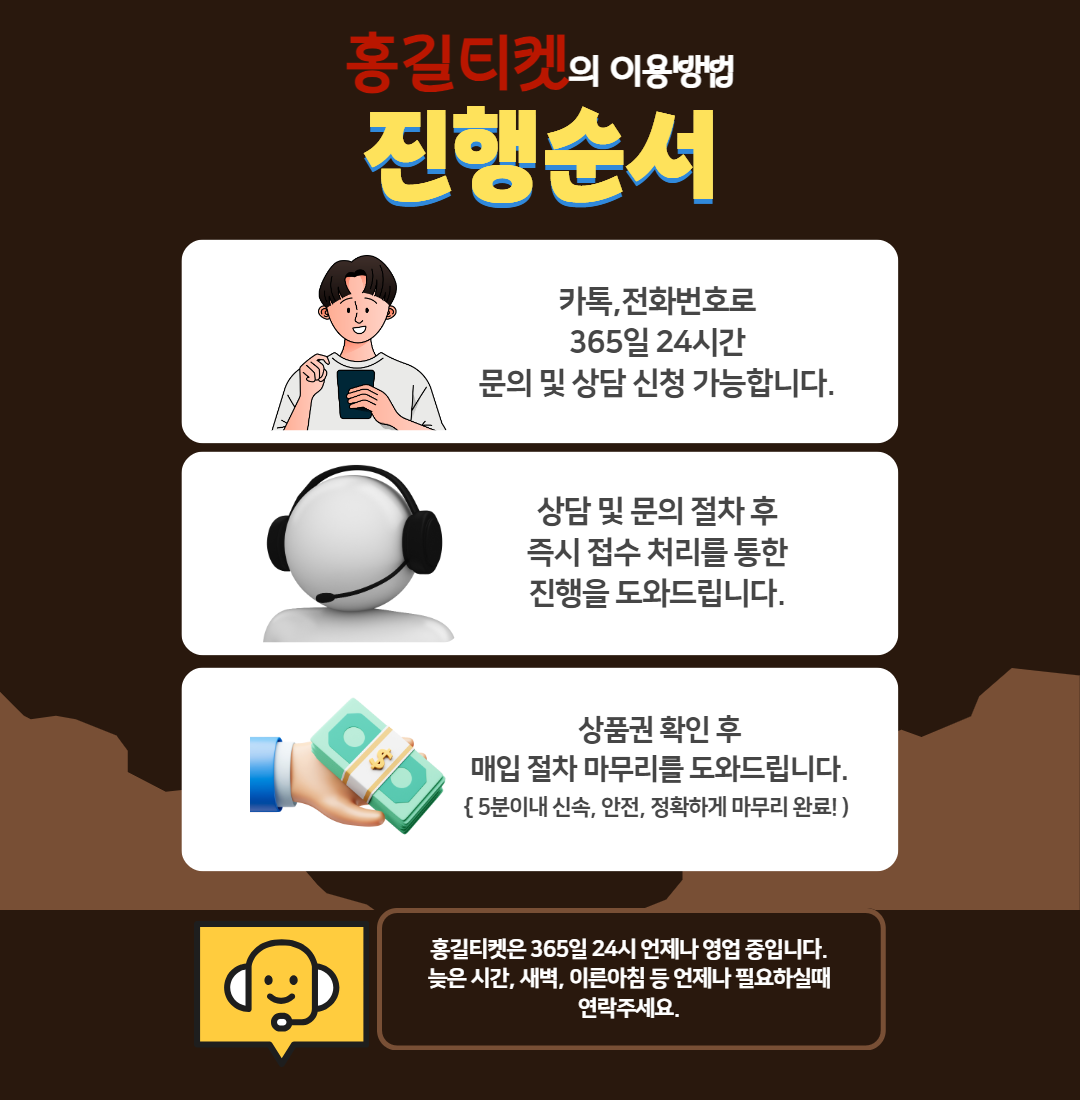 홍길티켓의 이용방법
진행순서
카톡,전화번호로
365일 24시간
문의 및 상담 신청 가능합니다.
상담 및 문의 절차 후
즉시 접수 처리를 통한
진행을 도와드립니다.
상품권 확인 후
매입 절차 마무리를 도와드립니다.
{ 5분이내 신속, 안전, 정확하게 마무리 완료! )
홍길티켓은 365일 24시 언제나 영업 중입니다.
늦은 시간, 새벽, 이른아침 등 언제나 필요하실때
연락주세요.